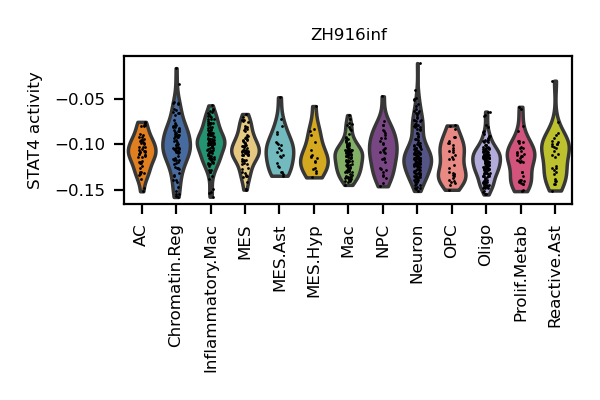 ZH916inf
STAT4 activity
−0.05
−0.10
−0.15
AC
Chromatin.Reg
Inflammatory.Mac
MES
MES.Ast
MES.Hyp
Mac
NPC
Neuron
OPC
Oligo
Prolif.Metab
Reactive.Ast